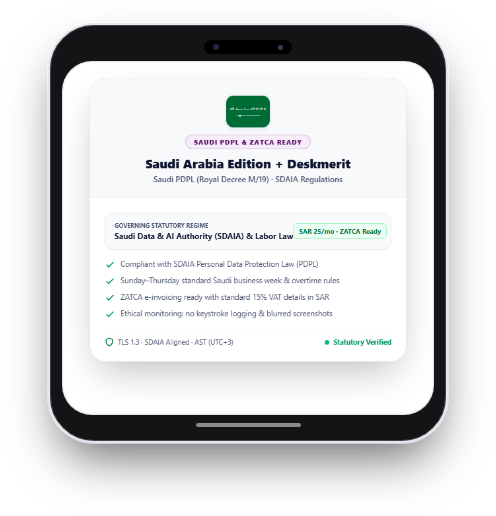 SAUDI PDPL & ZATCA READY
Saudi Arabia Edition + Deskmerit
Saudi PDPL (Royal Decree M/19) · SDAIA Regulations
GOVERNING STATUTORY REGIME
Saudi Data & AI Authority (SDAIA) & Labor Law
SAR 25/mo · ZATCA Ready
Compliant with SDAIA Personal Data Protection Law (PDPL)
Sunday–Thursday standard Saudi business week & overtime rules
ZATCA e-invoicing ready with standard 15% VAT details in SAR
Ethical monitoring: no keystroke logging & blurred screenshots
TLS 1.3 · SDAIA Aligned · AST (UTC+3)
Statutory Verified